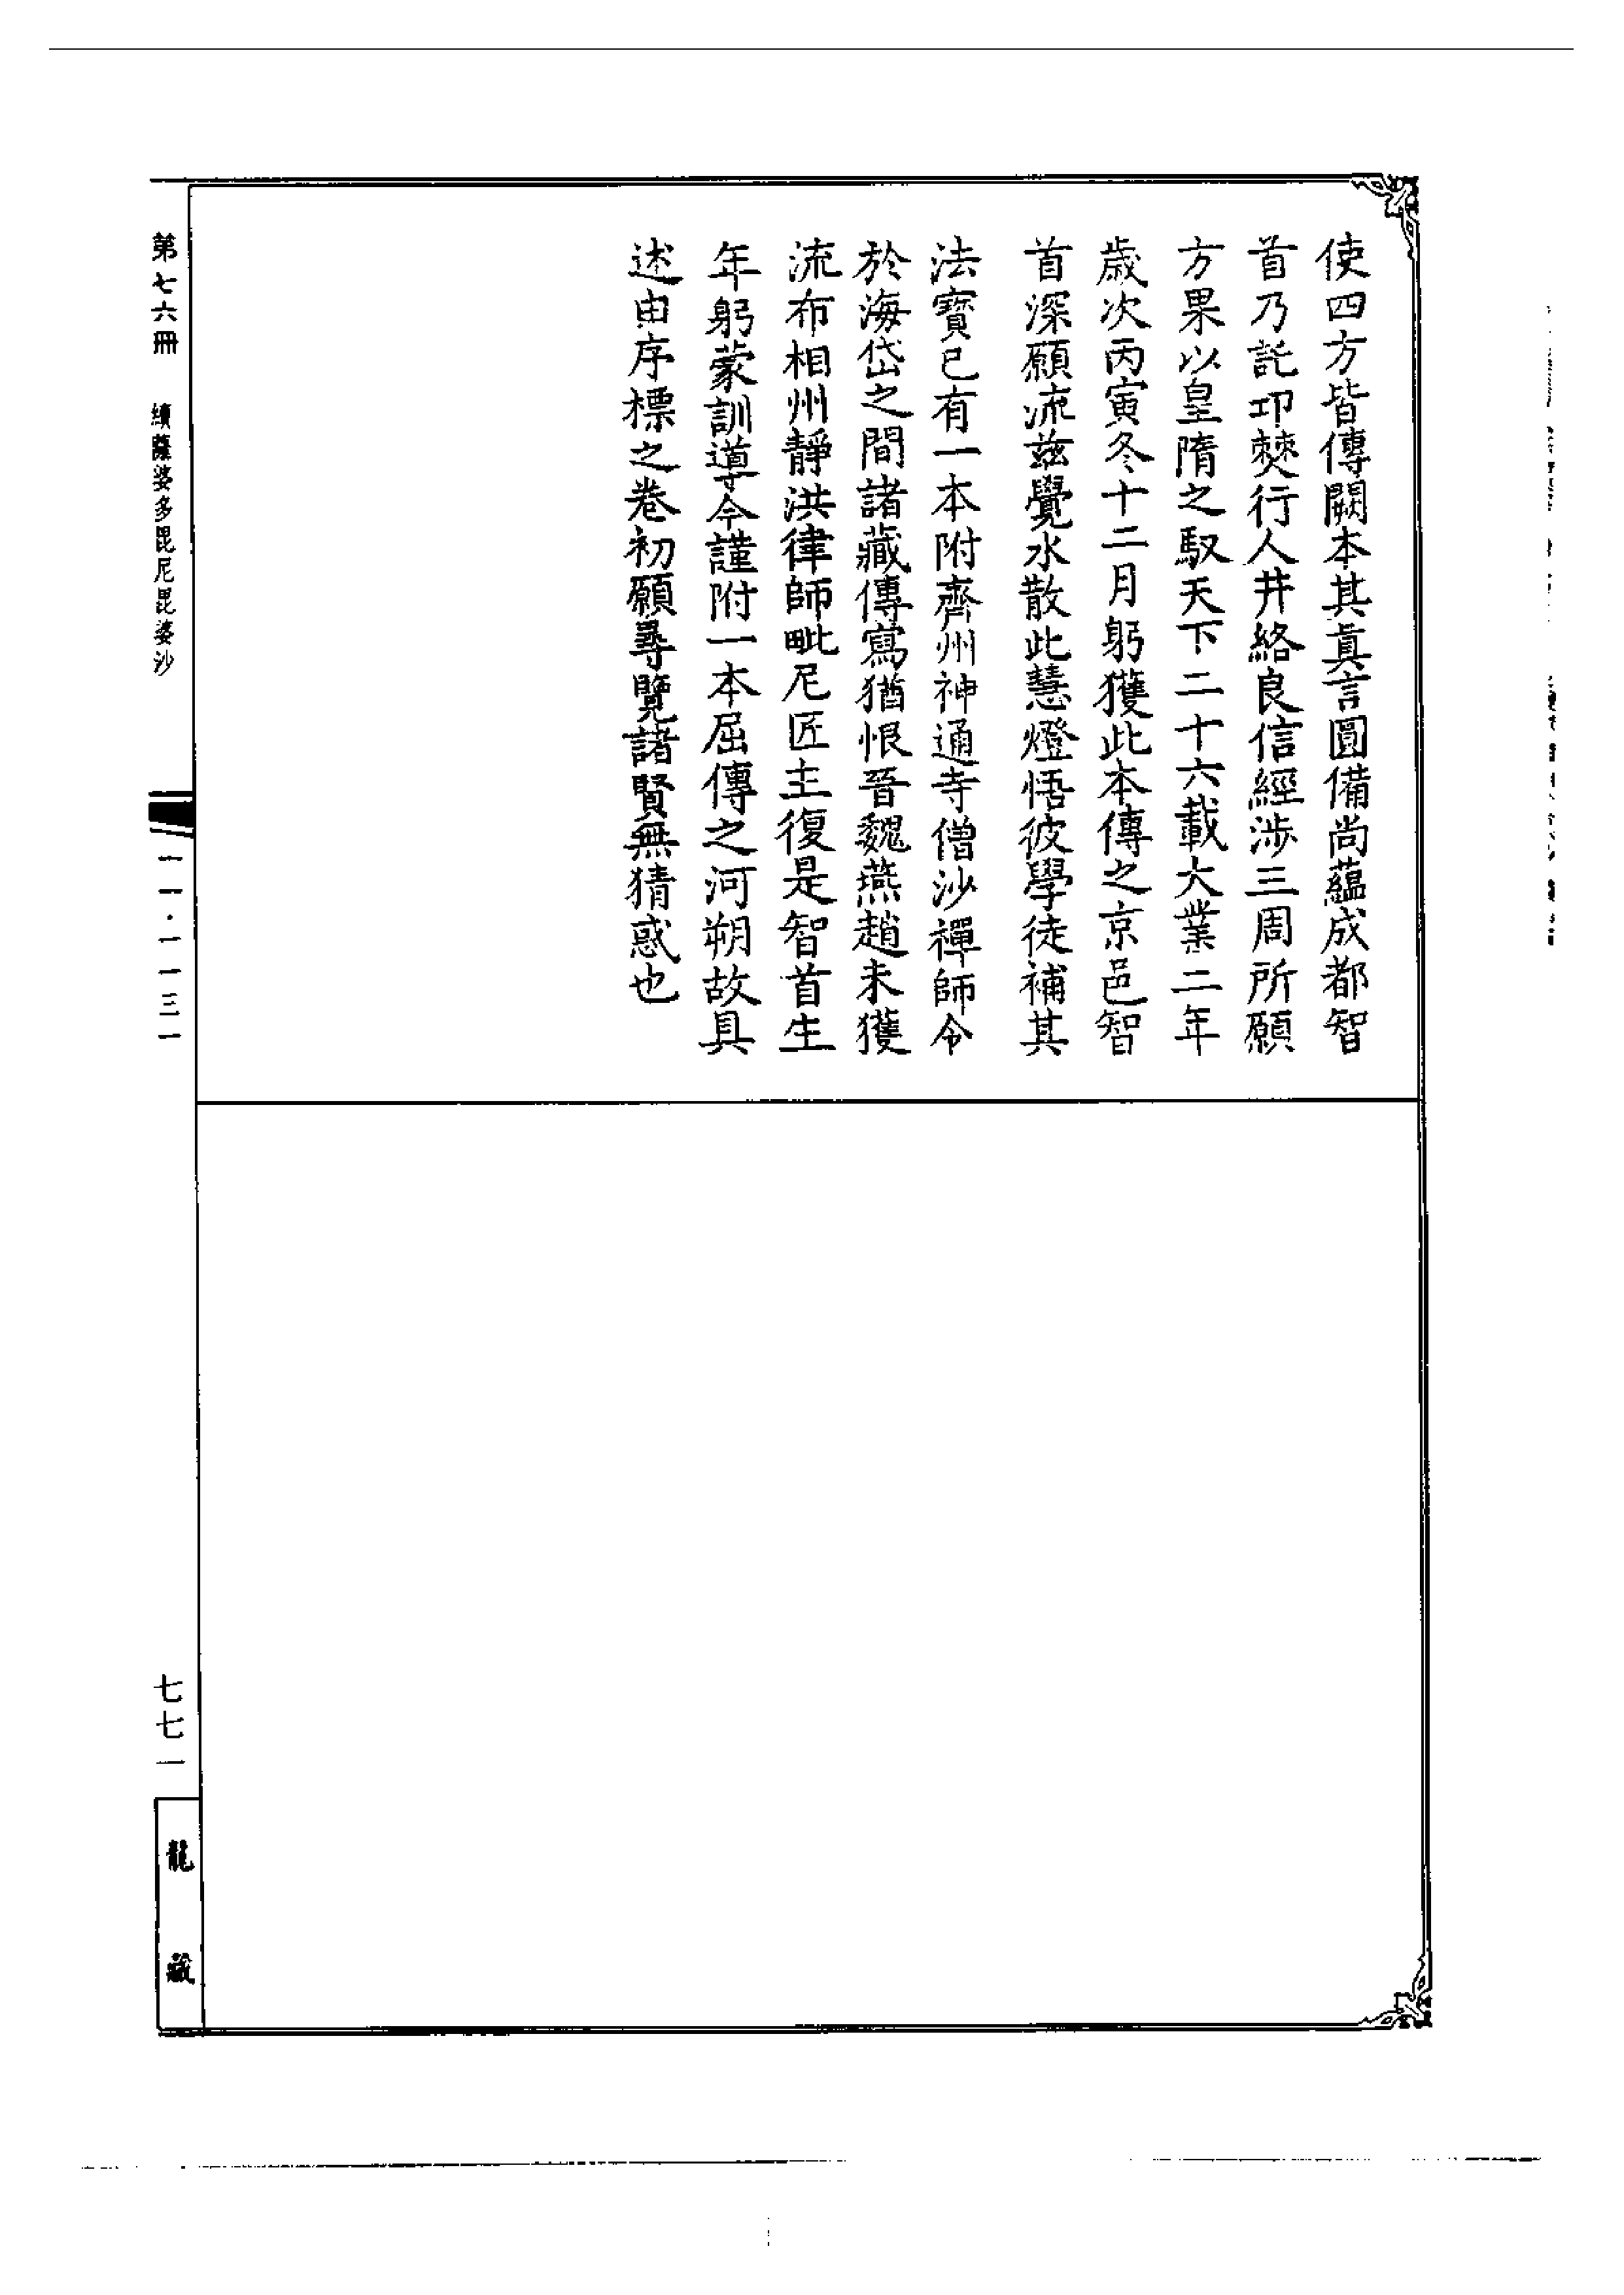 使四方皆傳闕本其真言圓備尚蘊成都智
首乃託卭僰行人井絡良信經涉三周所願
方果以皇隋之馭天下二十六載大業二年
歲次丙寅冬十二月躬獲此本傳之京邑智
首深願流兹覺水散此慧燈悟彼學徒補其
法寶已有一本附齊州神通寺僧沙禪師令
於海岱之間諸藏傳寫猶恨晉魏燕趙未獲
流布相州靜洪律師毗尼匠主復是智首生
年躬蒙訓導今謹附一本屈傳之河朔故具
述由序標之卷初願尋覽諸賢無猜惑也
第七六冊 續薩婆多毘尼毘婆沙
一一·一一三一
七七一
龍藏